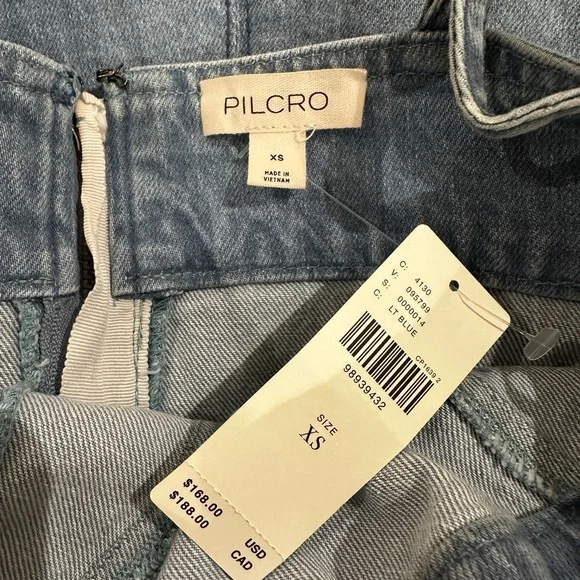 PILCRO
XS
MADE IN
VIETNAM
C: 4130
V: 095799
S: 0000014
C: LT BLUE
CP1639.2
98939432
SIZE
XS
$168.00 USD
$188.00 CAD